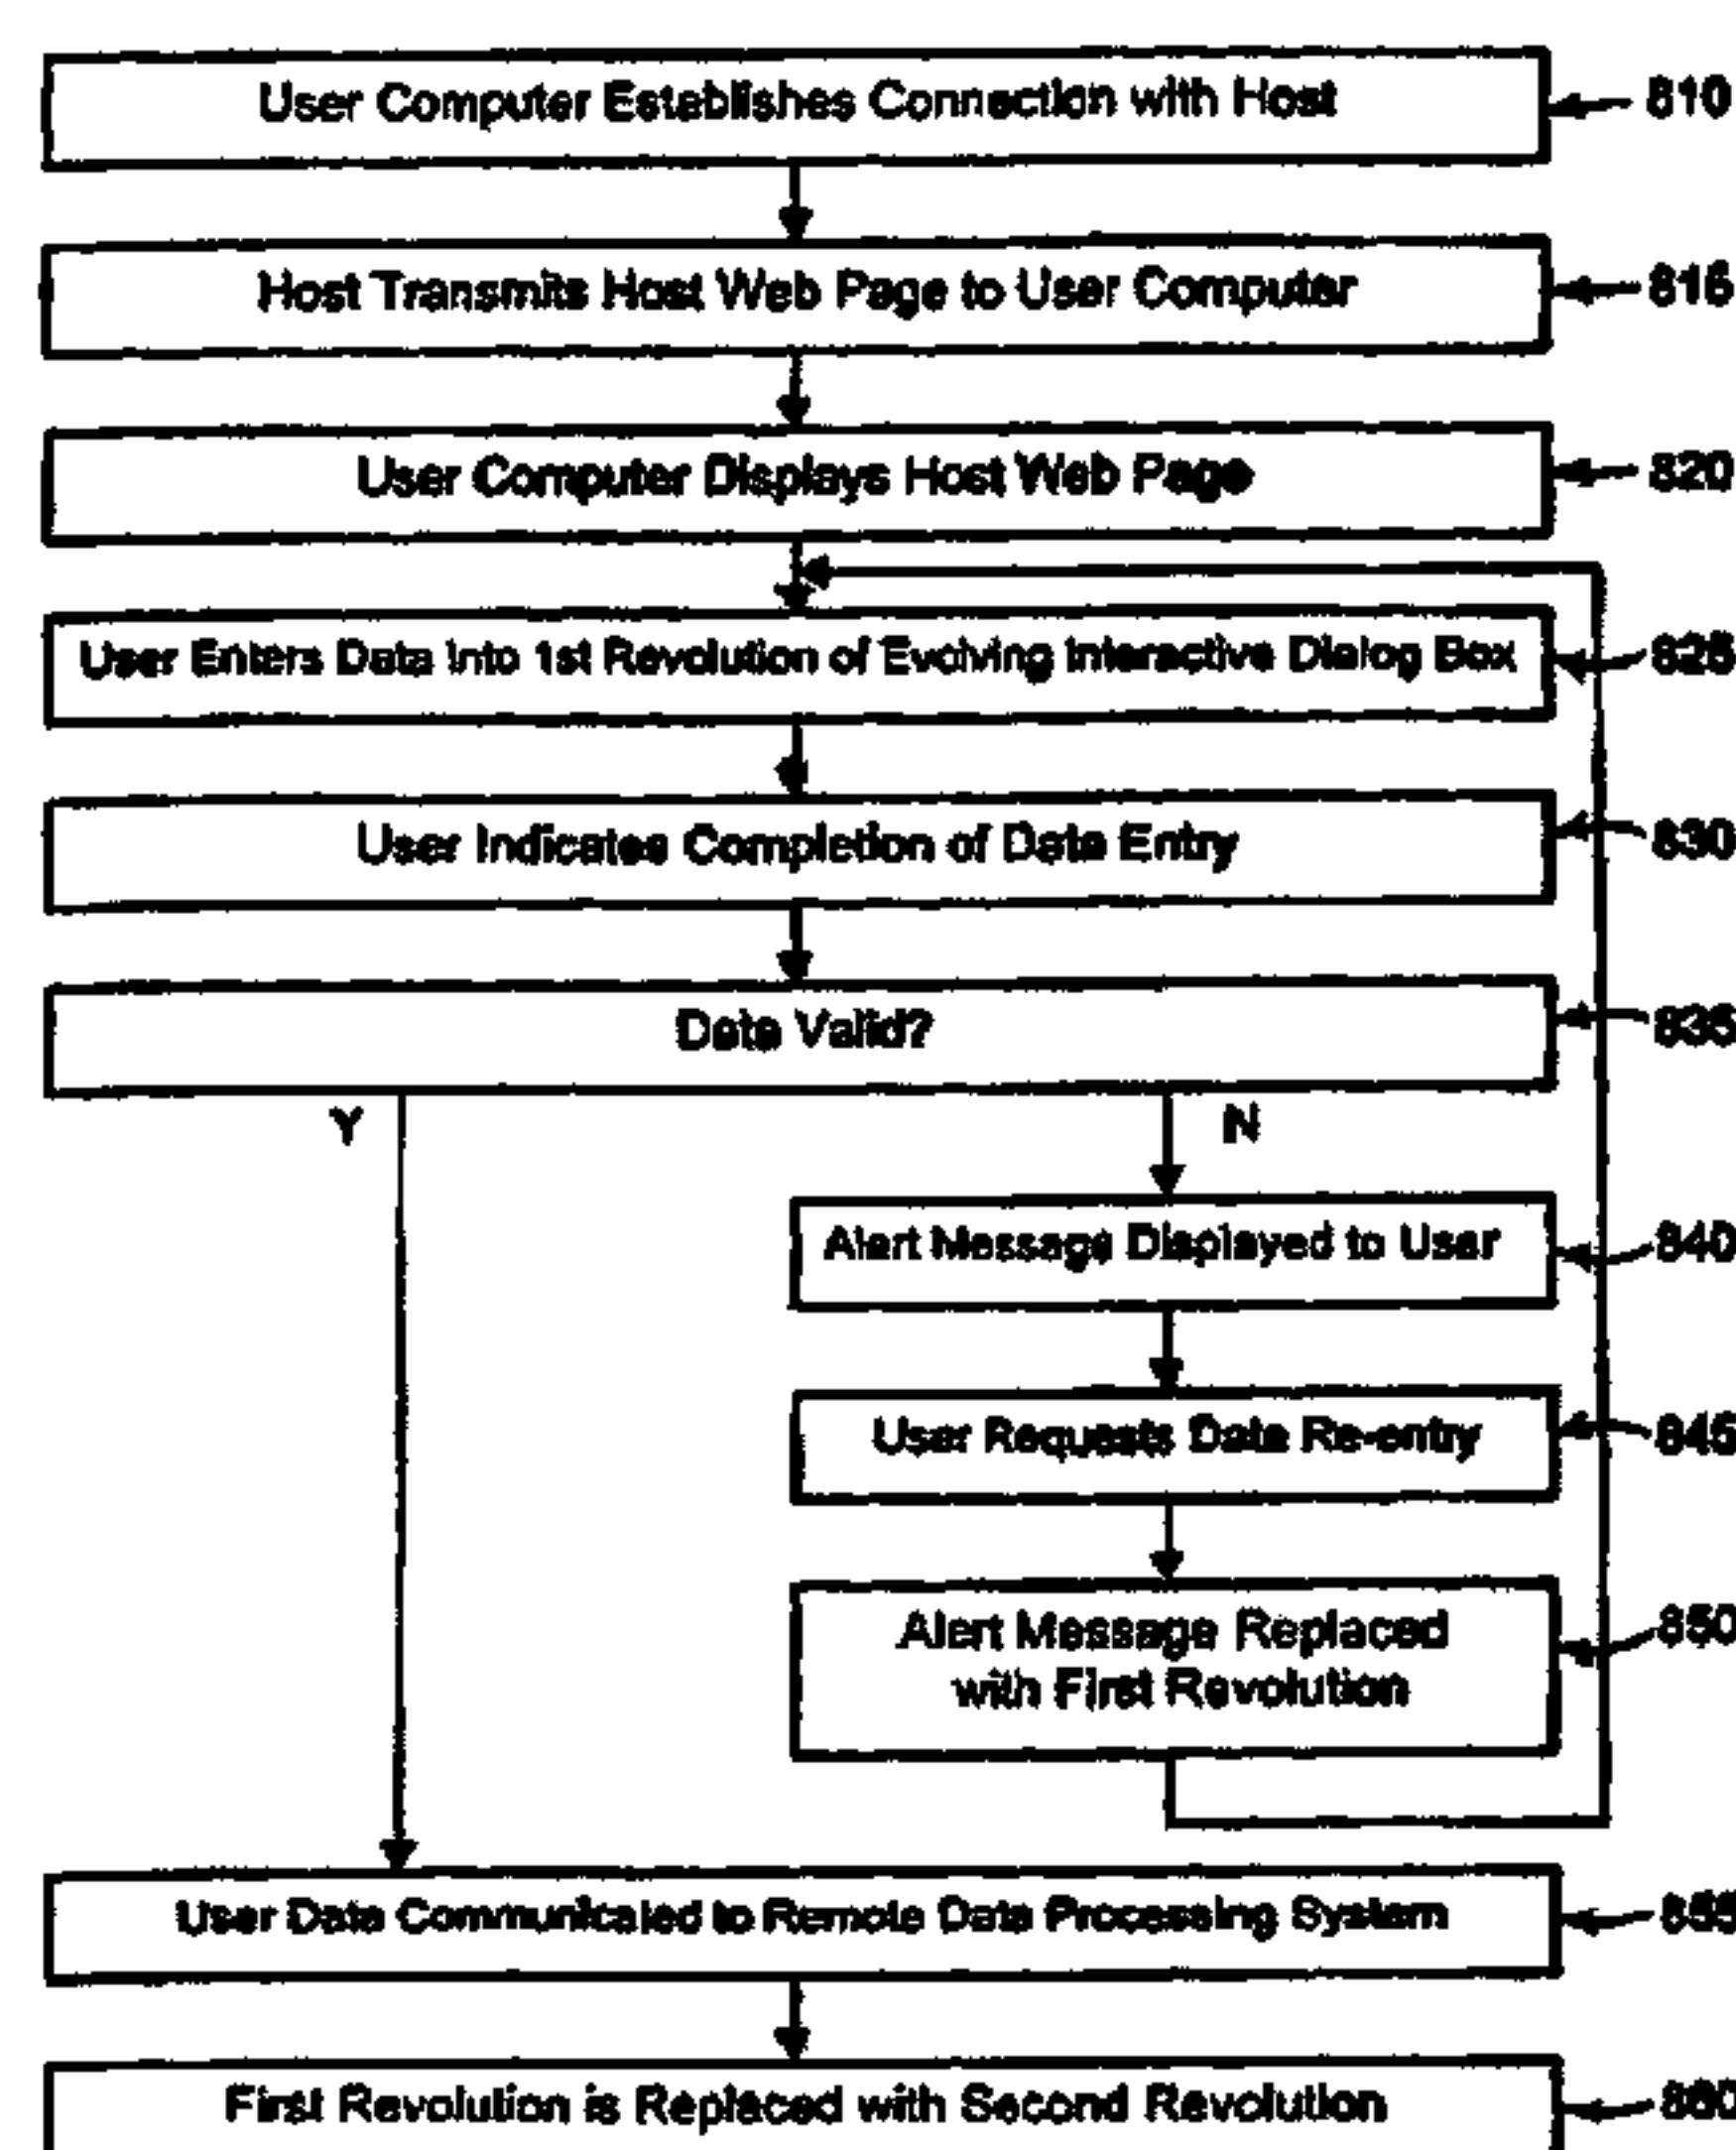 User Computer Establishes Connection with Host
810
Host Transmits Host Web Page to User Computer
815
User Computer Displays Host Web Page
820
User Enters Data into 1st Revolution of Evolving Interactive Dialog Box
825
User Indicates Completion of Data Entry
830
Data Valid?
835
Y
N
Alert Message Displayed to User
840
User Requests Data Re-entry
845
Alert Message Replaced
with First Revolution
850
User Data Communicated to Remote Data Processing System
855
First Revolution is Replaced with Second Revolution
860